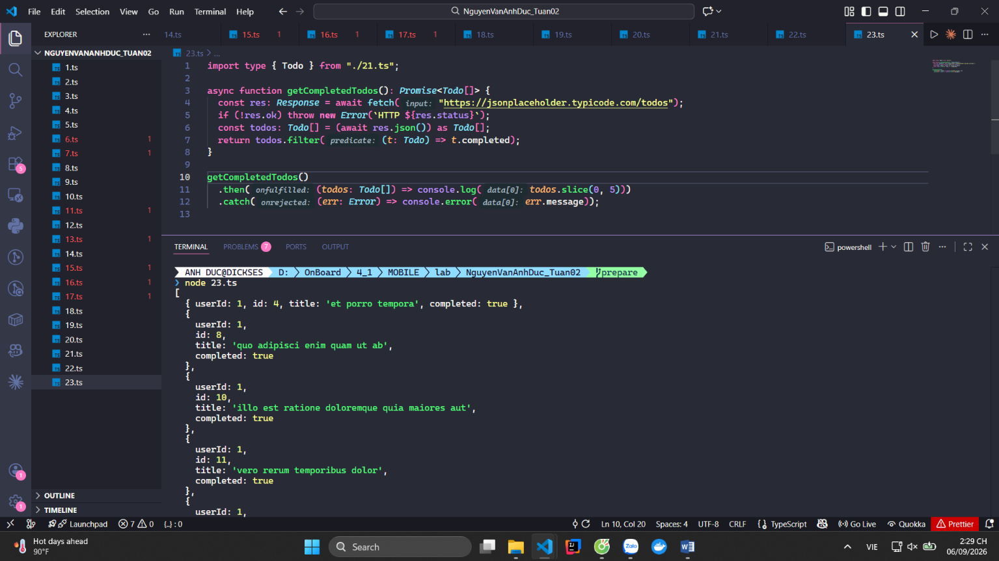 File Edit Selection View Go Run Terminal Help
NguyenVanAnhDuc_Tuan02
EXPLORER ···
14.ts 15.ts 1 16.ts 1 17.ts 1 18.ts 19.ts 20.ts 21.ts 22.ts 23.ts
NGUYENVANANHDUC_TUAN02
1.ts
2.ts
3.ts
4.ts
5.ts
6.ts 1
7.ts 1
8.ts
9.ts
10.ts
11.ts 1
12.ts
13.ts 1
14.ts
15.ts 1
16.ts 1
17.ts 1
18.ts
19.ts
20.ts
21.ts
22.ts
23.ts
OUTLINE
TIMELINE
5
1
1
23.ts > ...
1 import type { Todo } from "./21.ts";
2
3 async function getCompletedTodos(): Promise<Todo[]> {
4 const res: Response = await fetch( input: "https://jsonplaceholder.typicode.com/todos");
5 if (!res.ok) throw new Error(`HTTP ${res.status}`);
6 const todos: Todo[] = (await res.json()) as Todo[];
7 return todos.filter( predicate: (t: Todo) => t.completed);
8 }
9
10 getCompletedTodos()
11 .then( onfulfilled: (todos: Todo[]) => console.log( data[0]: todos.slice(0, 5)))
12 .catch( onrejected: (err: Error) => console.error( data[0]: err.message));
13
TERMINAL PROBLEMS 7 PORTS OUTPUT
powershell
ANH DUC@DICKSES D: OnBoard 4_1 MOBILE lab NguyenVanAnhDuc_Tuan02 prepare
❯ node 23.ts
[
{ userId: 1, id: 4, title: 'et porro tempora', completed: true },
{
userId: 1,
id: 8,
title: 'quo adipisci enim quam ut ab',
completed: true
},
{
userId: 1,
id: 10,
title: 'illo est ratione doloremque quia maiores aut',
completed: true
},
{
userId: 1,
id: 11,
title: 'vero rerum temporibus dolor',
completed: true
},
{
userId: 1,
Launchpad 7 0 {..} : 0
Ln 10, Col 20 Spaces: 4 UTF-8 CRLF TypeScript Go Live Quokka Prettier
Hot days ahead
90°F
Search
Zalo
VIE
2:29 CH
06/09/2026